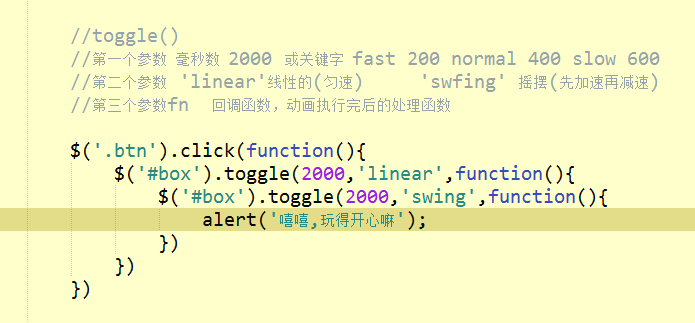 //toggle()
//第一个参数 毫秒数 2000 或关键字 fast 200 normal 400 slow 600
//第二个参数 'linear'线性的(匀速) 'swfing' 摇摆(先加速再减速)
//第三个参数fn 回调函数，动画执行完后的处理函数
$('.btn').click(function(){
$('#box').toggle(2000,'linear',function(){
$('#box').toggle(2000,'swing',function(){
alert('嘻嘻,玩得开心嘛');
})
})
})